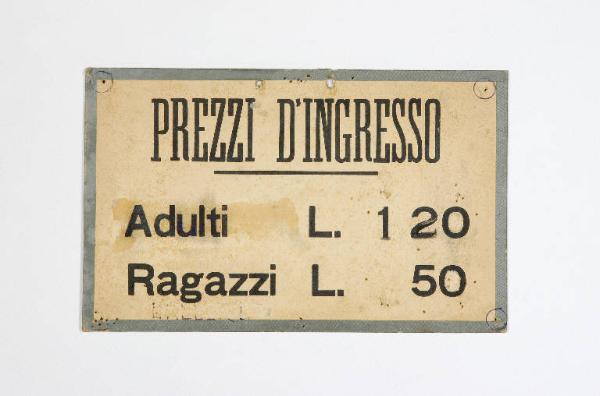 PREZZI D'INGRESSO
Adulti L. 1 20
Ragazzi L. 50